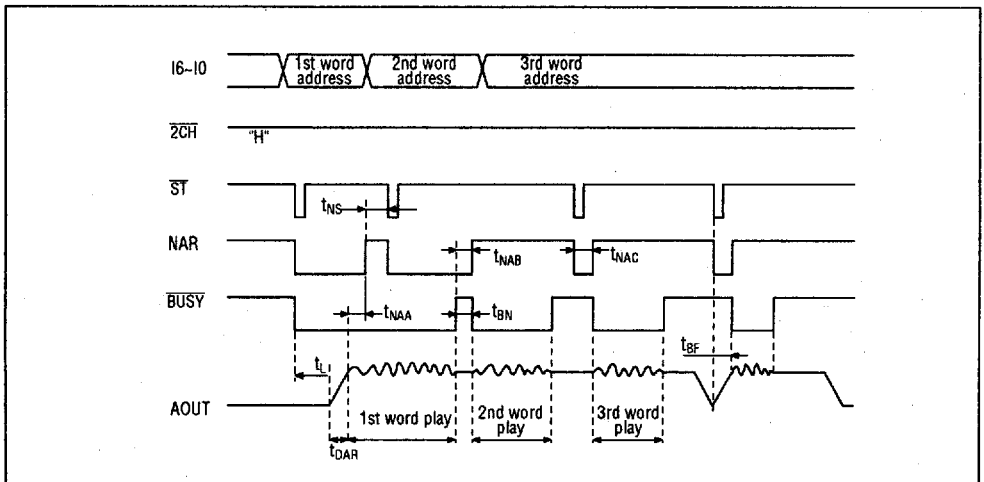 I6~I0 1st word address 2nd word address 3rd word address
2CH "H"
ST
tNS
NAR tNAB tNAC
BUSY tNAA tBN
tL tBF
AOUT
1st word play 2nd word play 3rd word play
tDAR